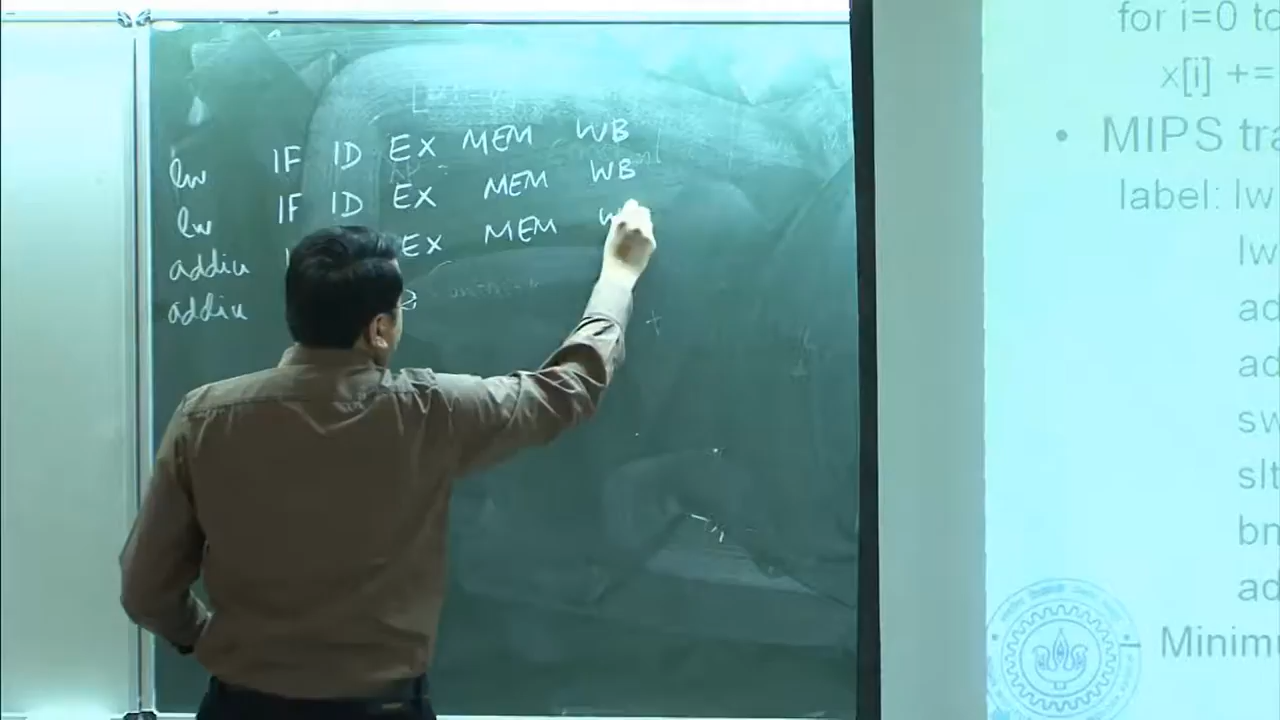 lw IF ID EX MEM WB
lw IF ID EX MEM WB
addiu EX MEM
addiu
for i=0 to
x[i] +=
• MIPS tra
label: lw
lw
ad
ad
sw
slt
bn
ad
– Minimu